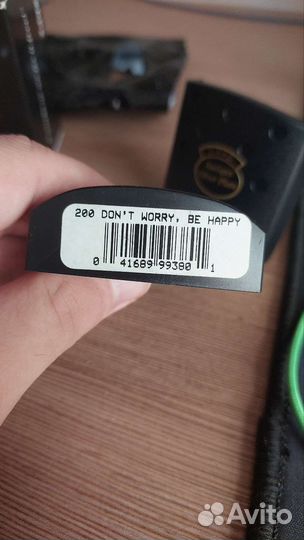 200 DON'T WORRY, BE HAPPY
0 41689 99380 1
Avito